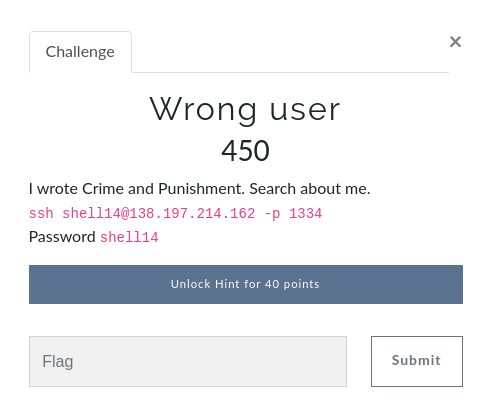 ×
Challenge
Wrong user
450
I wrote Crime and Punishment. Search about me.
ssh shell14@138.197.214.162 -p 1334
Password shell14
Unlock Hint for 40 points
Flag
Submit